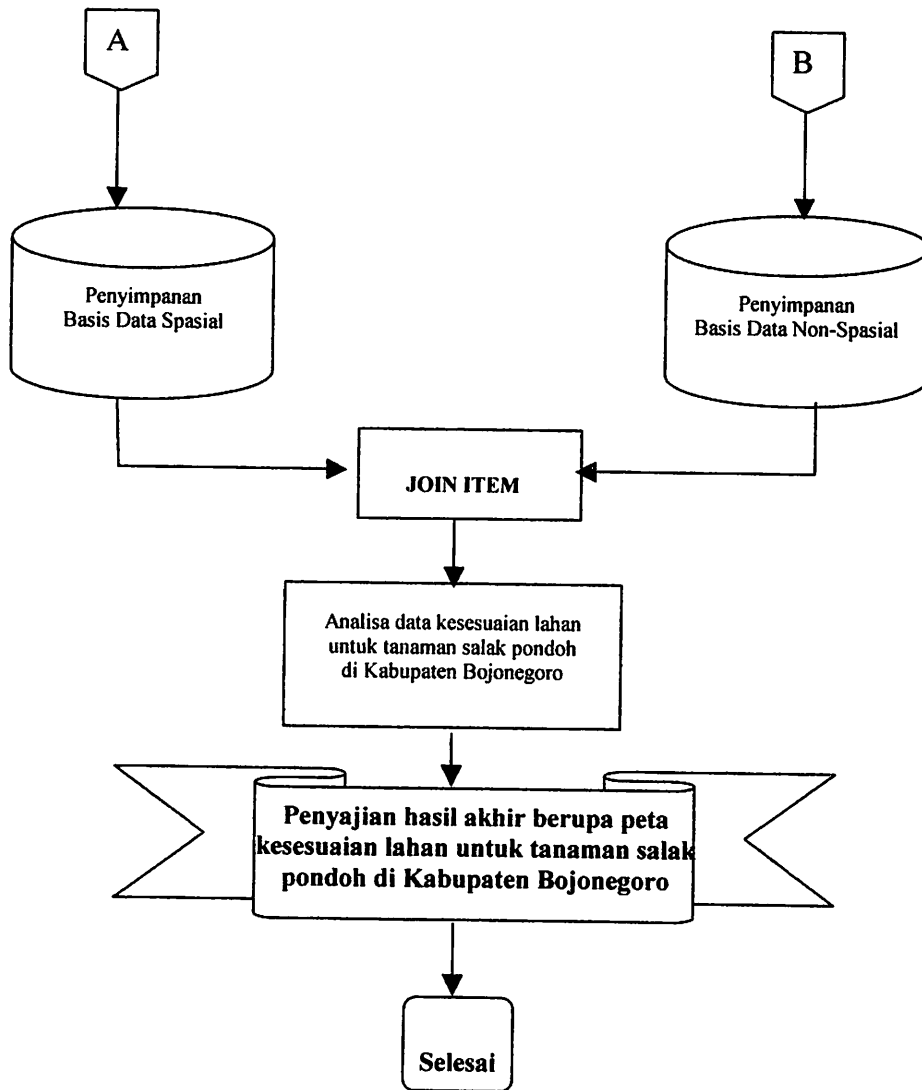 A
B
Penyimpanan
Basis Data Spasial
Penyimpanan
Basis Data Non-Spasial
JOIN ITEM
Analisa data kesesuaian lahan
untuk tanaman salak pondoh
di Kabupaten Bojonegoro
Penyajian hasil akhir berupa peta
kesesuaian lahan untuk tanaman salak
pondoh di Kabupaten Bojonegoro
Selesai